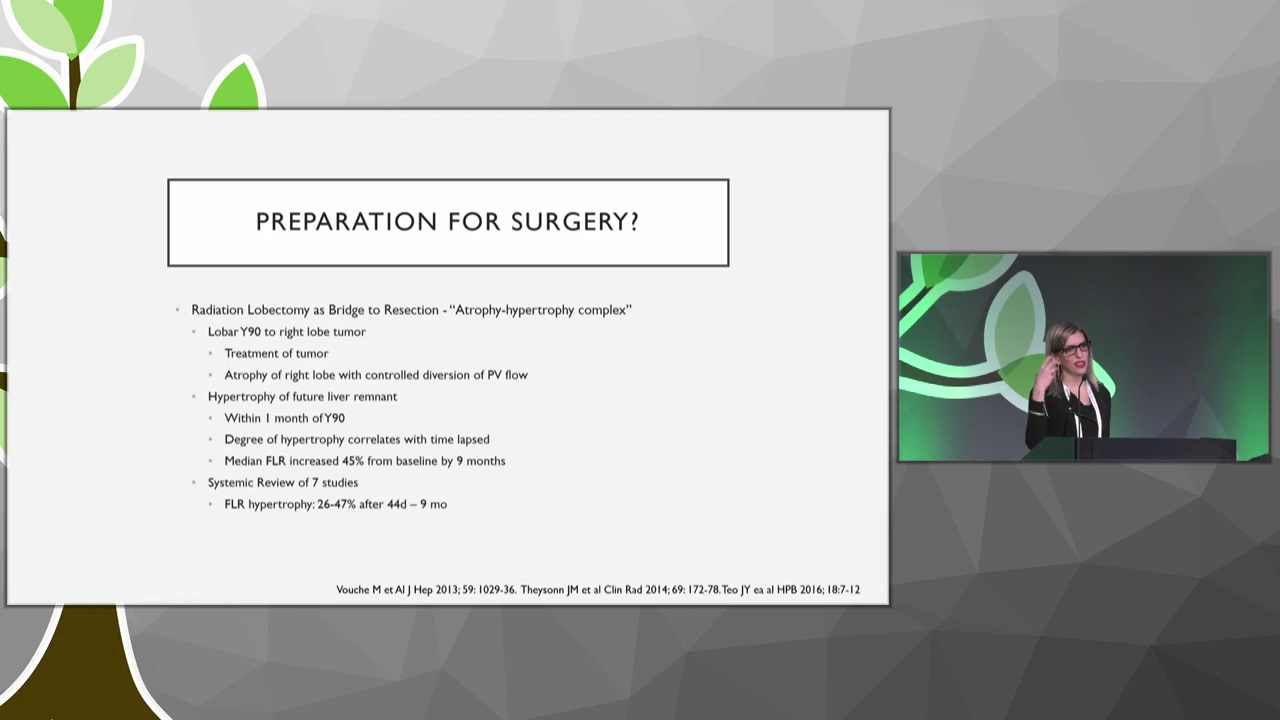 PREPARATION FOR SURGERY?
• Radiation Lobectomy as Bridge to Resection - “Atrophy-hypertrophy complex”
• Lobar Y90 to right lobe tumor
• Treatment of tumor
• Atrophy of right lobe with controlled diversion of PV flow
• Hypertrophy of future liver remnant
• Within 1 month of Y90
• Degree of hypertrophy correlates with time lapsed
• Median FLR increased 45% from baseline by 9 months
• Systemic Review of 7 studies
• FLR hypertrophy: 26-47% after 44d – 9 mo
Vouche M et Al J Hep 2013; 59: 1029-36. Theysonn JM et al Clin Rad 2014; 69: 172-78. Teo JY ea al HPB 2016; 18:7-12